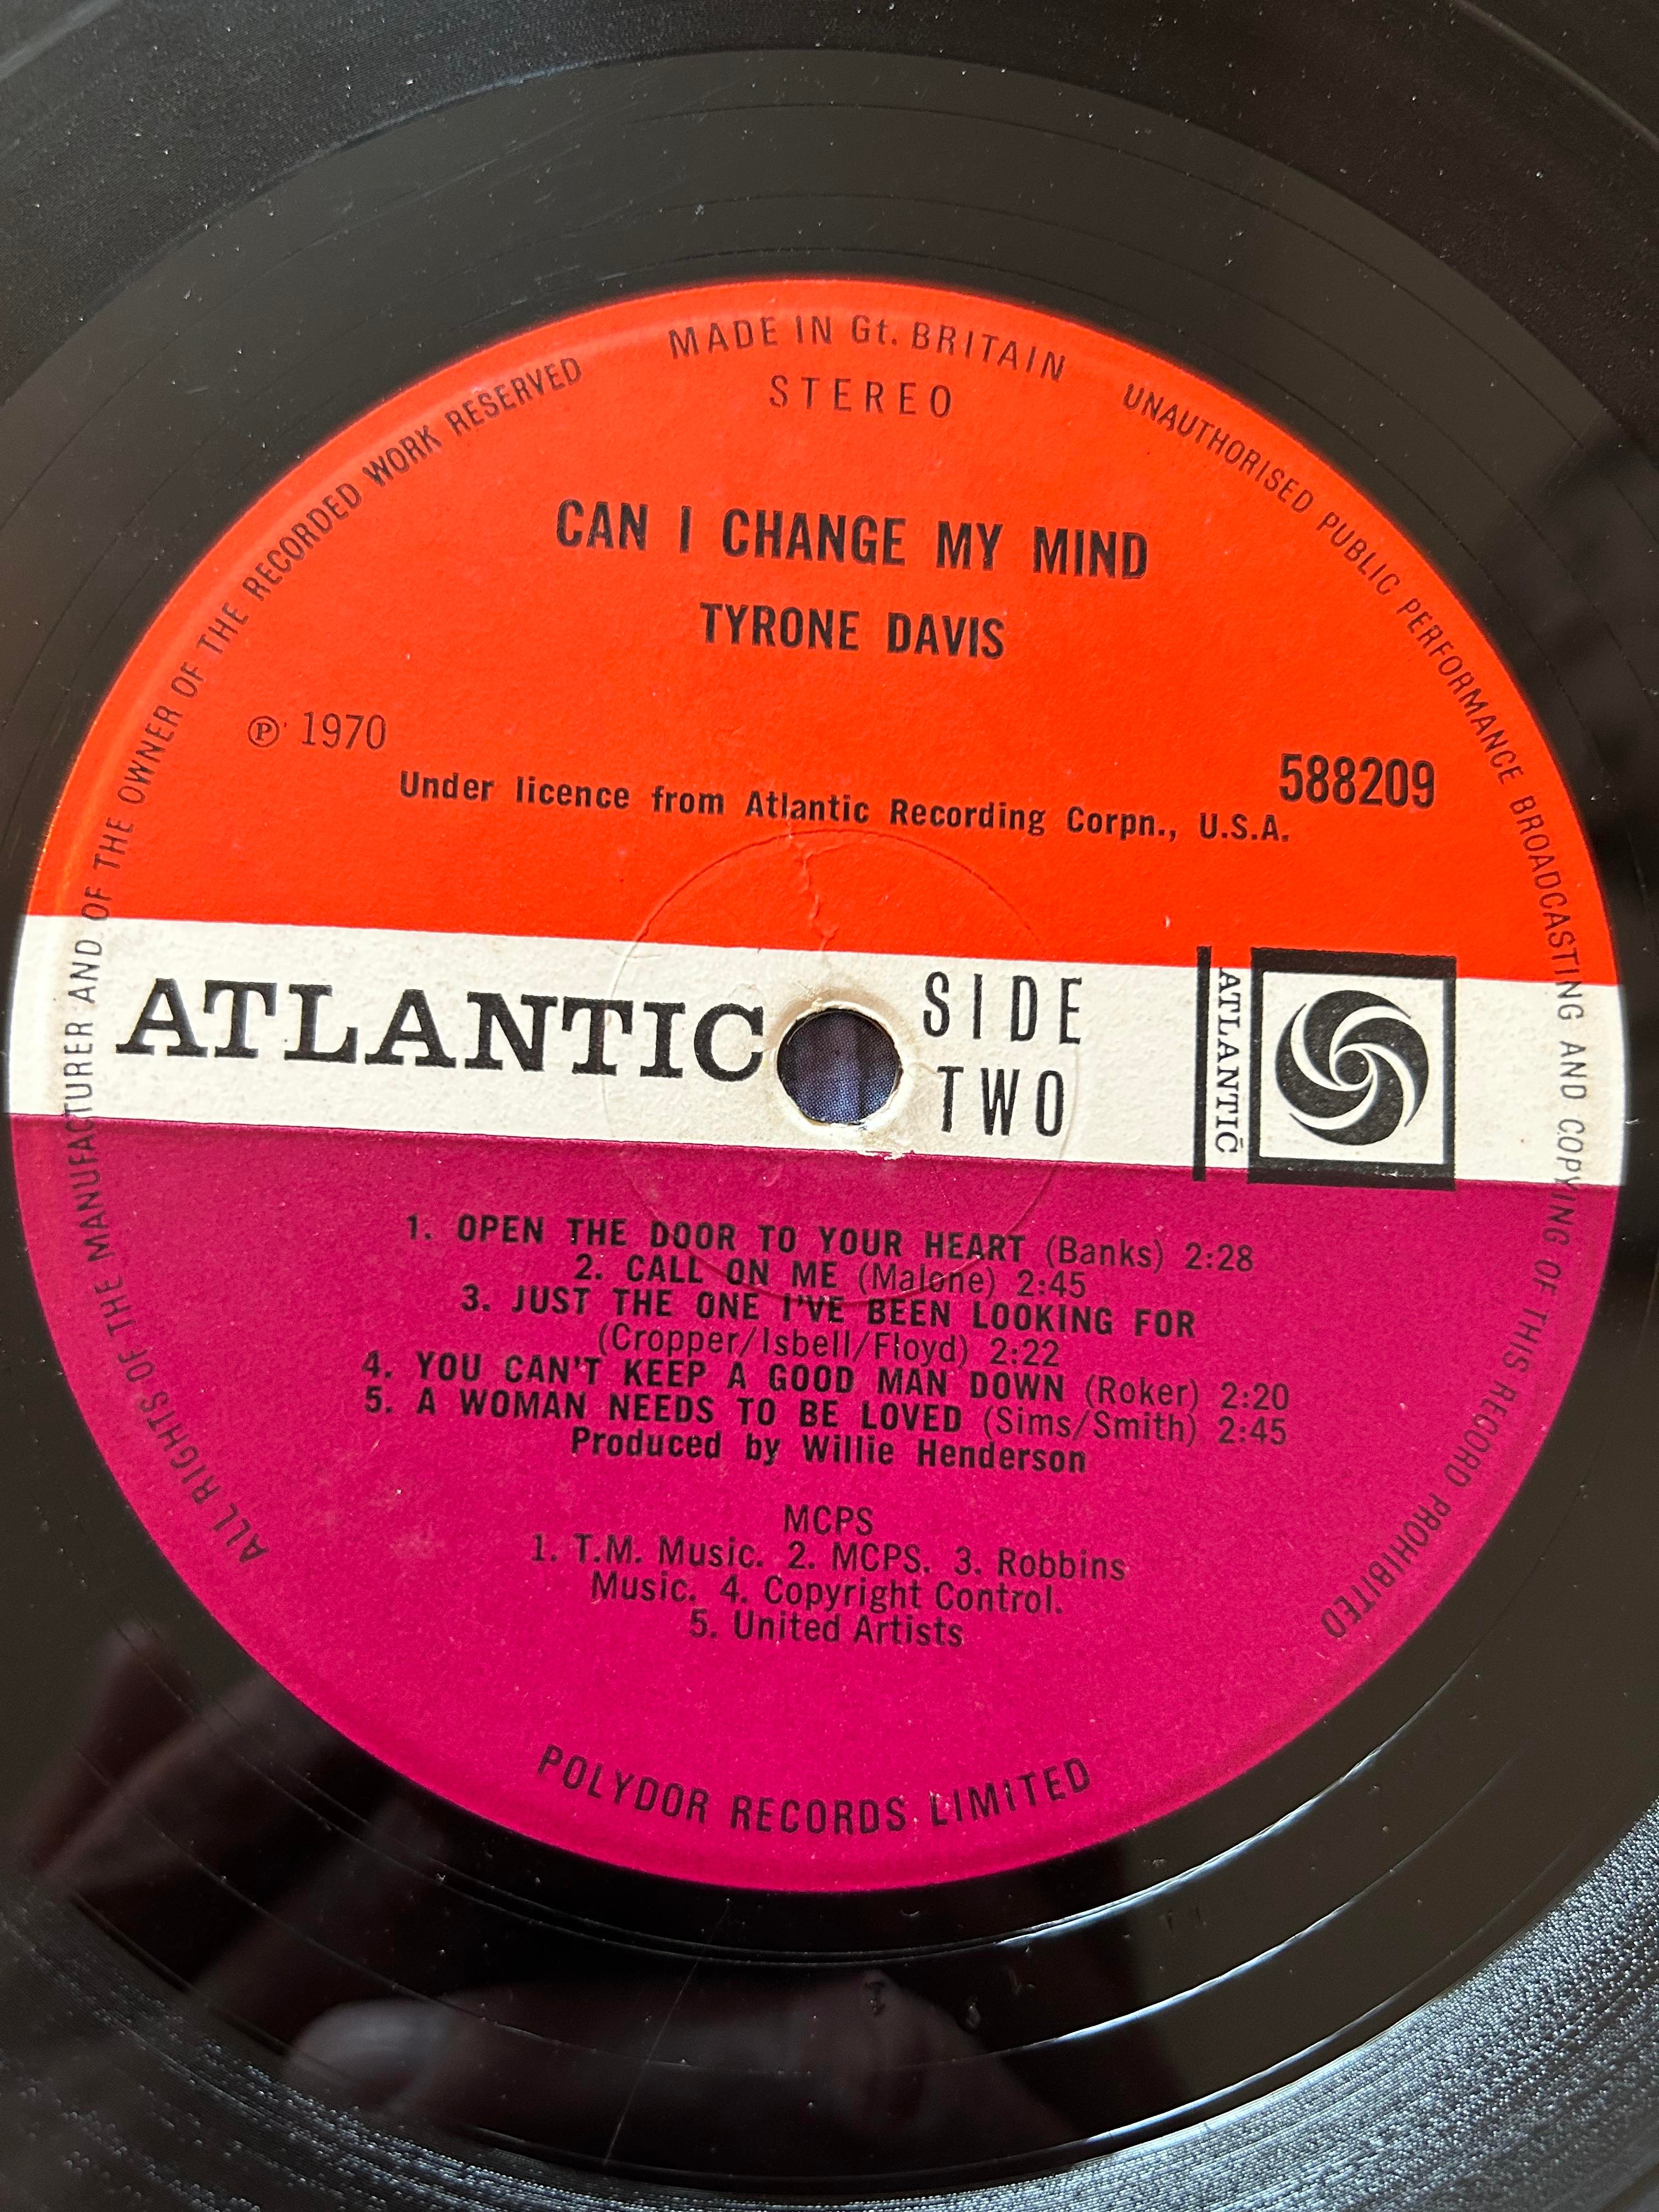 MADE IN Gt. BRITAIN
STEREO
UNAUTHORISED PUBLIC PERFORMANCE BROADCASTING AND COPYING OF THIS RECORD PROHIBITED
ALL RIGHTS OF THE MANUFACTURER AND OF THE OWNER OF THE RECORDED WORK RESERVED
CAN I CHANGE MY MIND
TYRONE DAVIS
℗ 1970
588209
Under licence from Atlantic Recording Corpn., U.S.A.
ATLANTIC
SIDE
TWO
ATLANTIC
1. OPEN THE DOOR TO YOUR HEART (Banks) 2:28
2. CALL ON ME (Malone) 2:45
3. JUST THE ONE I'VE BEEN LOOKING FOR
(Cropper/Isbell/Floyd) 2:22
4. YOU CAN'T KEEP A GOOD MAN DOWN (Roker) 2:20
5. A WOMAN NEEDS TO BE LOVED (Sims/Smith) 2:45
Produced by Willie Henderson
MCPS
1. T.M. Music. 2. MCPS. 3. Robbins
Music. 4. Copyright Control.
5. United Artists
POLYDOR RECORDS LIMITED